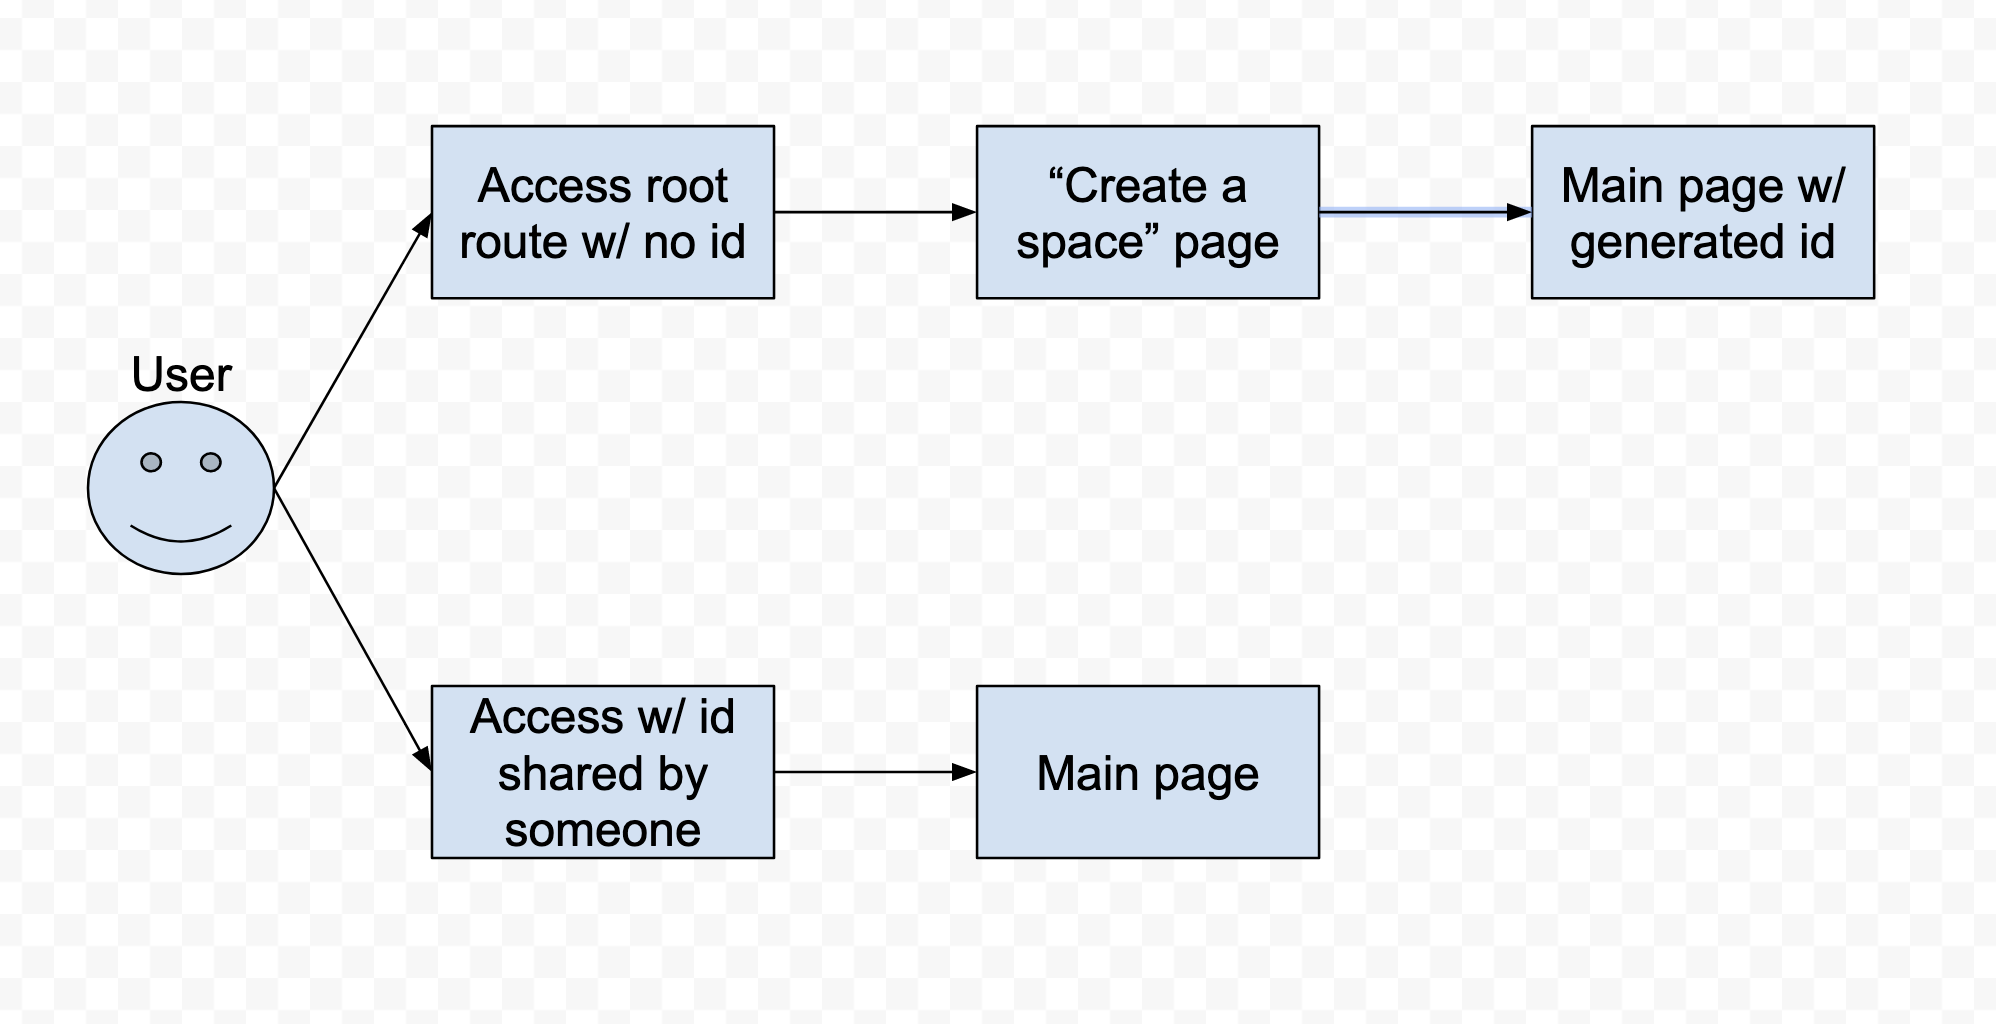 Access root
route w/ no id
“Create a
space” page
Main page w/
generated id
User
Access w/ id
shared by
someone
Main page